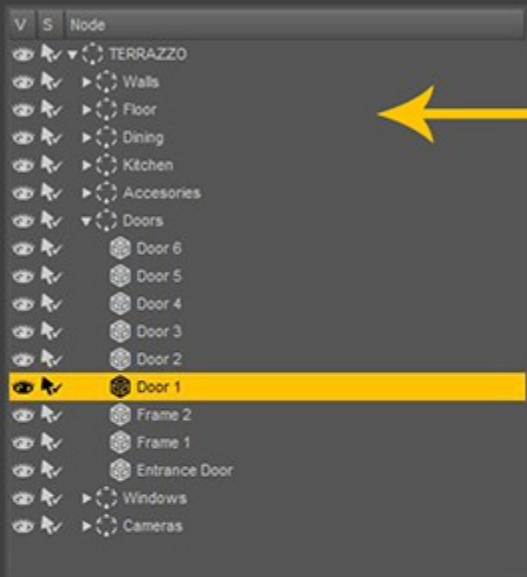 V S Node
TERRAZZO
Walls
Floor
Dining
Kitchen
Accesories
Doors
Door 6
Door 5
Door 4
Door 3
Door 2
Door 1
Frame 2
Frame 1
Entrance Door
Windows
Cameras